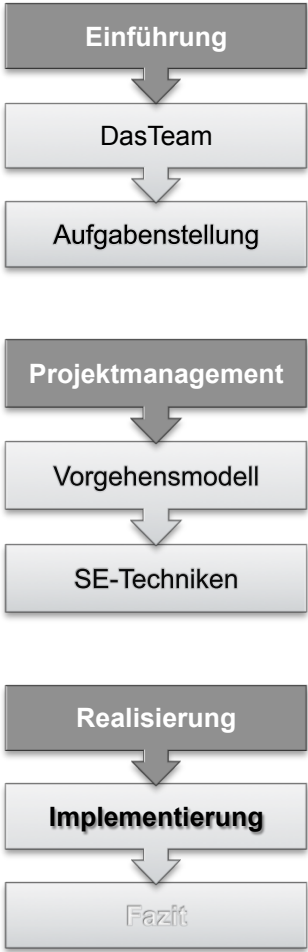 Einführung
DasTeam
Aufgabenstellung
Projektmanagement
Vorgehensmodell
SE-Techniken
Realisierung
Implementierung
Fazit